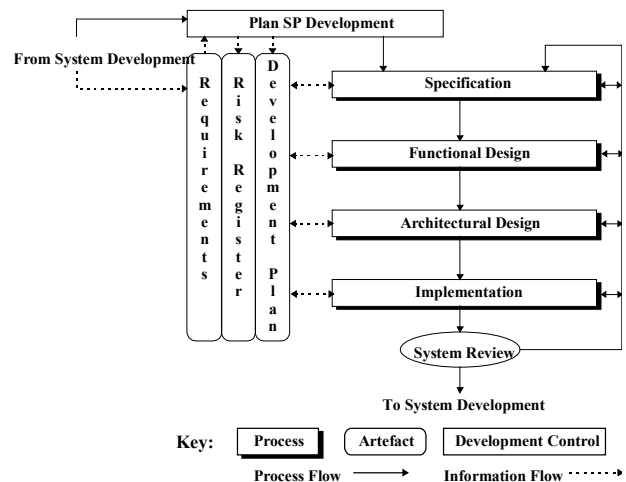 Plan SP Development
From System Development
Requirements
Risk Register
Development Plan
Specification
Functional Design
Architectural Design
Implementation
System Review
To System Development
Key: Process Artefact Development Control
Process Flow Information Flow